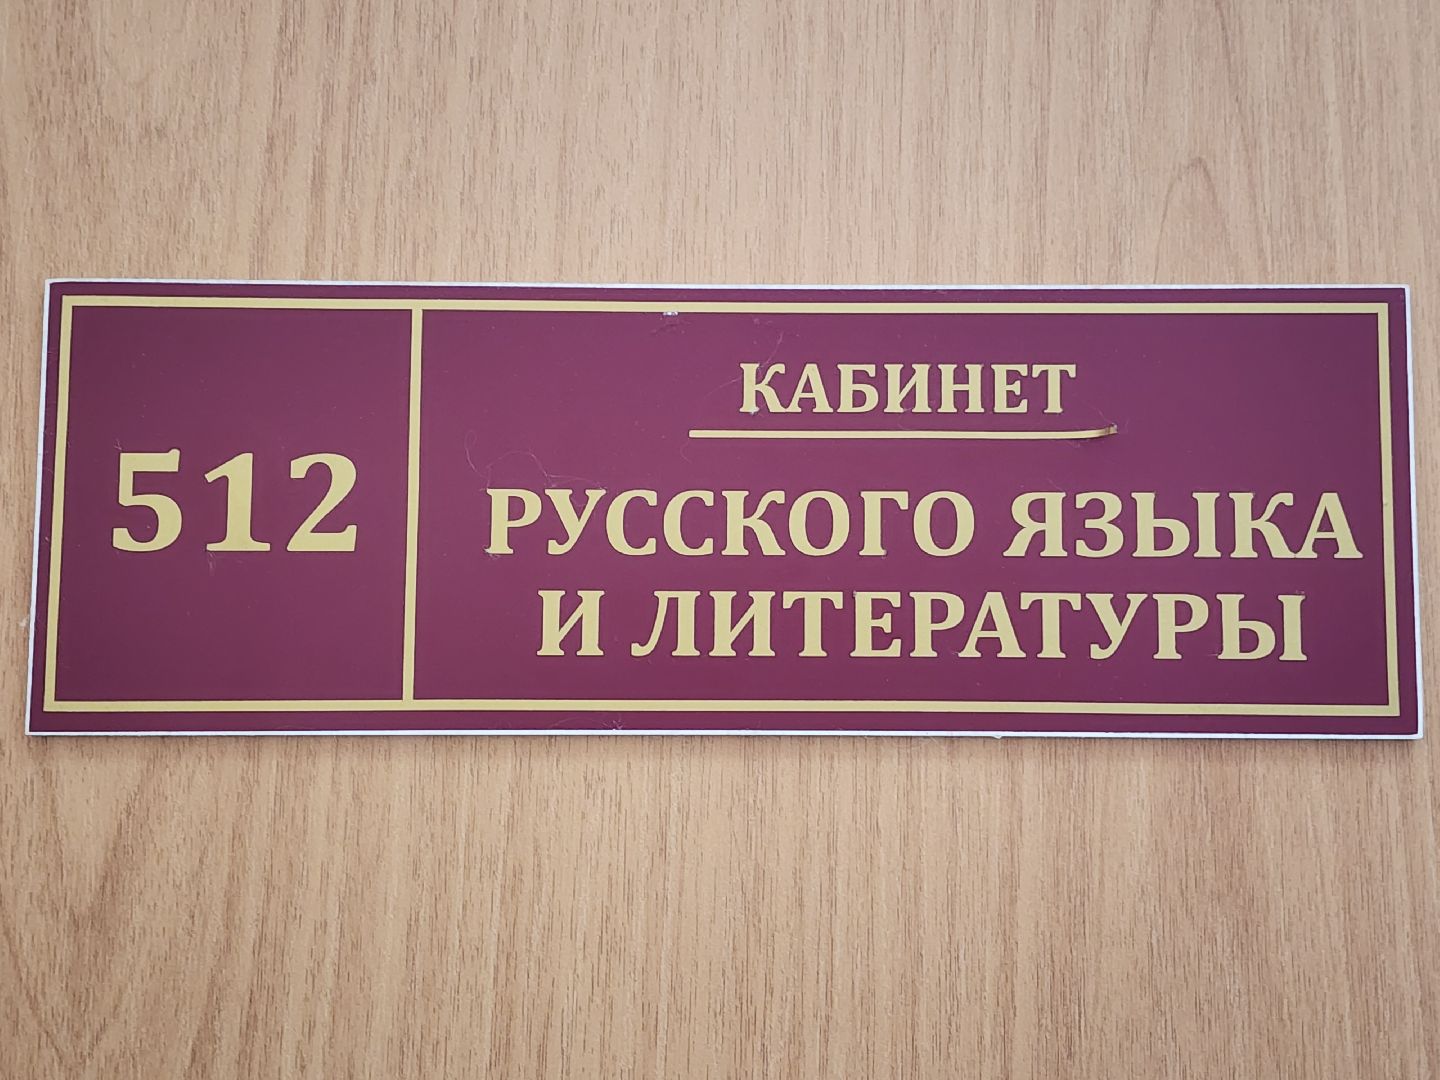 512
КАБИНЕТ
РУССКОГО ЯЗЫКА
И ЛИТЕРАТУРЫ